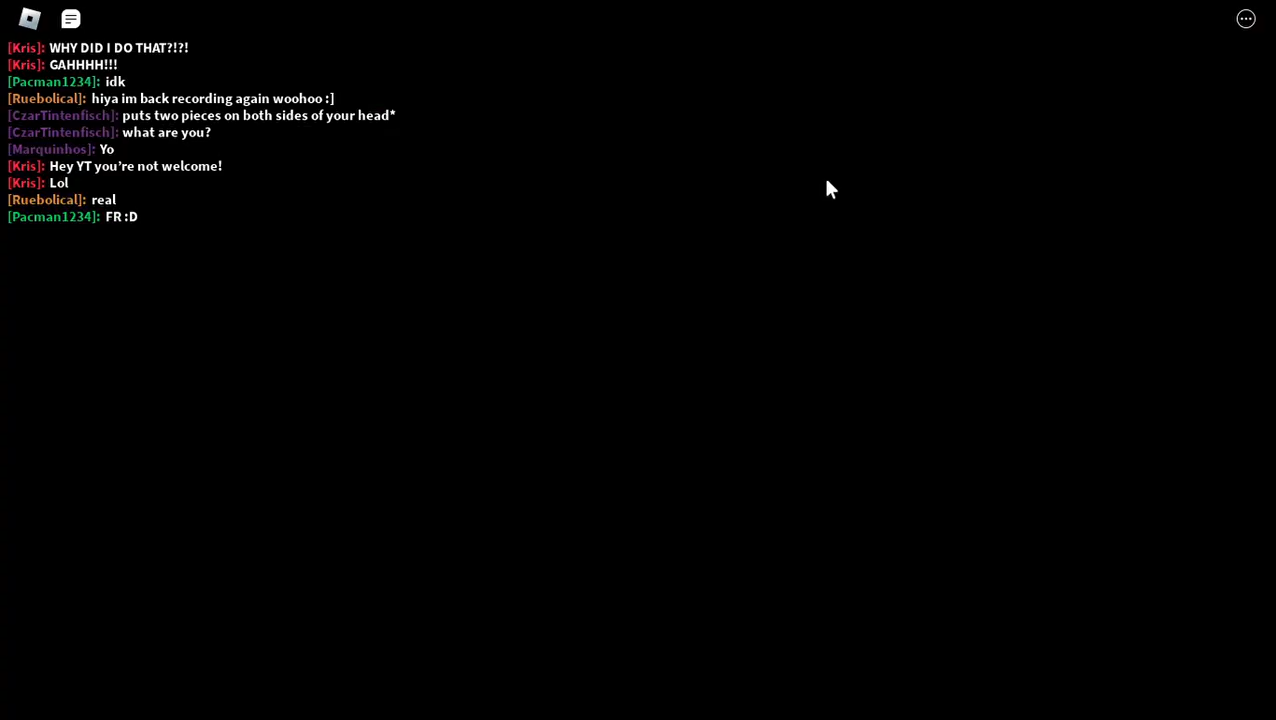 [Kris]: WHY DID I DO THAT?!?!
[Kris]: GAHHHH!!!
[Pacman1234]: idk
[Ruebolical]: hiya im back recording again woohoo :]
[CzarTintenfisch]: puts two pieces on both sides of your head*
[CzarTintenfisch]: what are you?
[Marquinhos]: Yo
[Kris]: Hey YT you’re not welcome!
[Kris]: Lol
[Ruebolical]: real
[Pacman1234]: FR :D